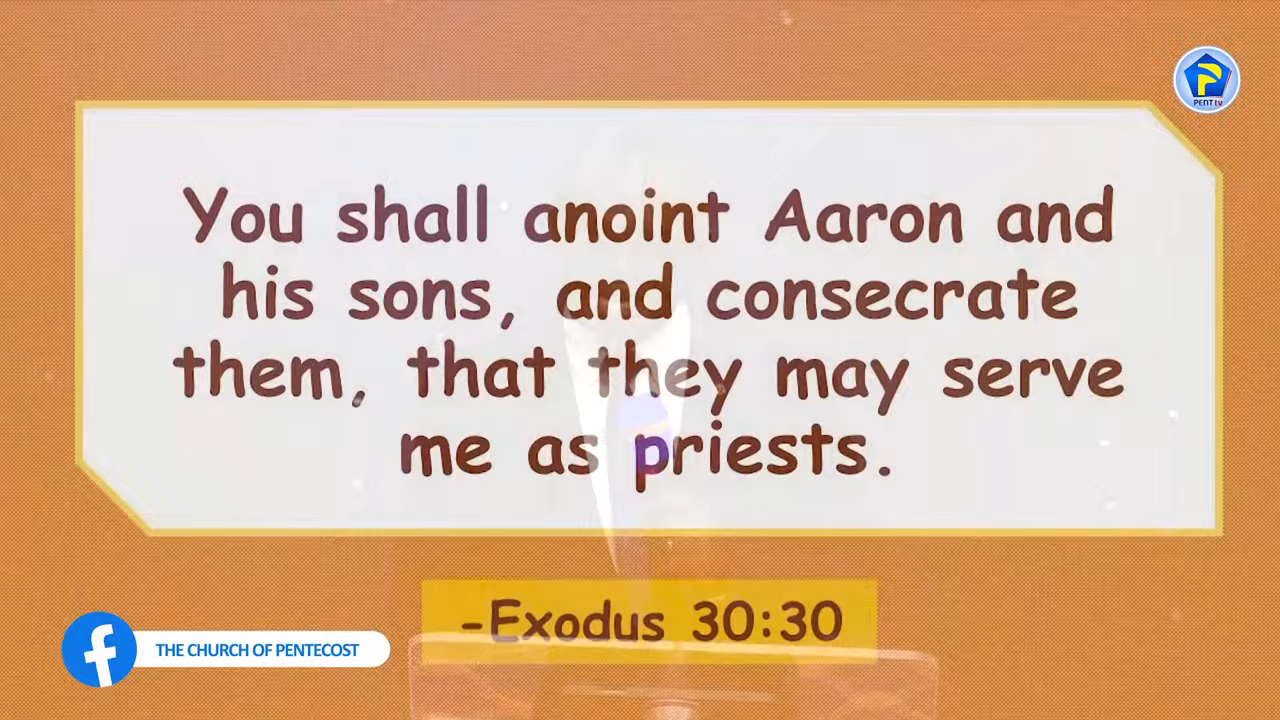 PENT tv
You shall anoint Aaron and
his sons, and consecrate
them, that they may serve
me as priests.
-Exodus 30:30
THE CHURCH OF PENTECOST